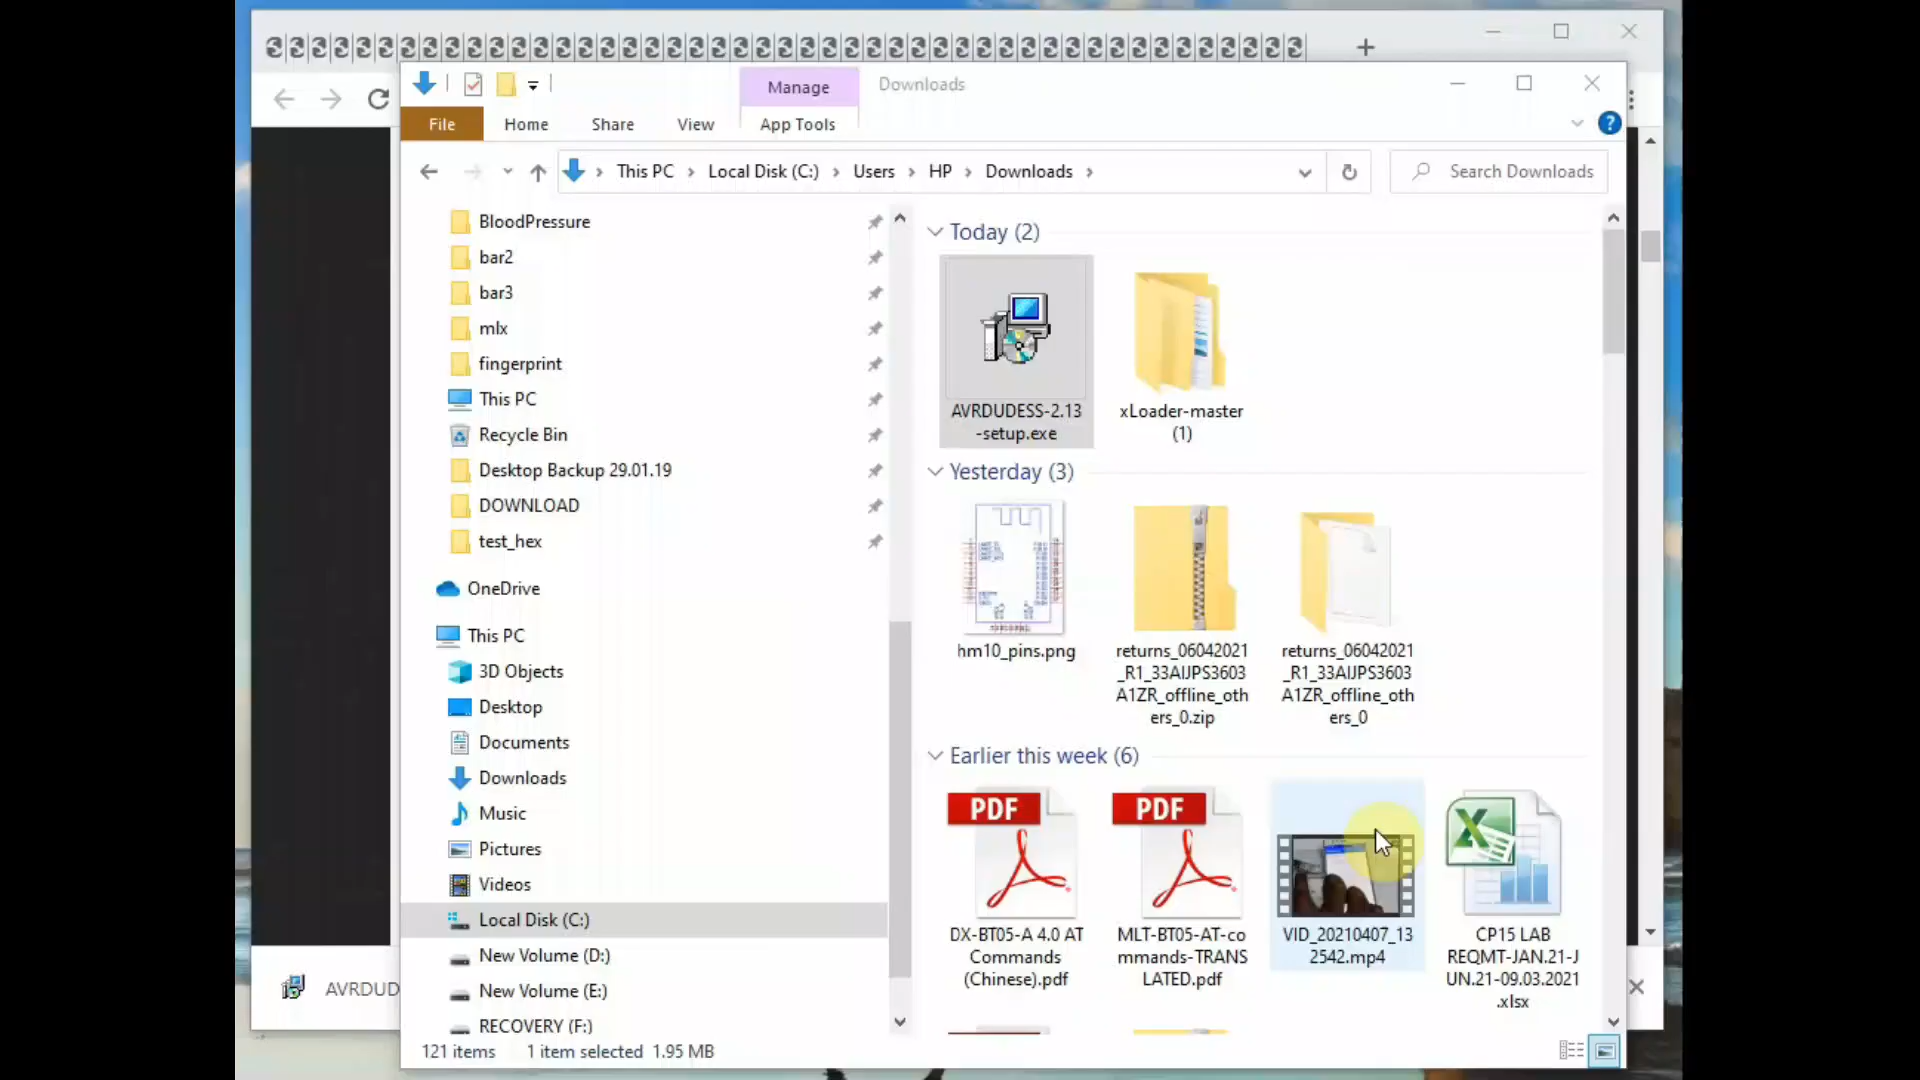 Manage
Downloads
File
Home
Share
View
App Tools
?
This PC
Local Disk (C:)
Users
HP
Downloads
Search Downloads
BloodPressure
bar2
bar3
mlx
fingerprint
This PC
Recycle Bin
Desktop Backup 29.01.19
DOWNLOAD
test_hex
OneDrive
This PC
3D Objects
Desktop
Documents
Downloads
Music
Pictures
Videos
Local Disk (C:)
New Volume (D:)
New Volume (E:)
RECOVERY (F:)
Today (2)
AVRDUDESS-2.13
-setup.exe
xLoader-master
(1)
Yesterday (3)
hm10_pins.png
returns_06042021
_R1_33AIJPS3603
A1ZR_offline_oth
ers_0.zip
returns_06042021
_R1_33AIJPS3603
A1ZR_offline_oth
ers_0
Earlier this week (6)
PDF
DX-BT05-A 4.0 AT
Commands
(Chinese).pdf
PDF
MLT-BT05-AT-co
mmands-TRANS
LATED.pdf
VID_20210407_13
2542.mp4
X
CP15 LAB
REQMT-JAN.21-J
UN.21-09.03.2021
.xlsx
AVRDUD
121 items
1 item selected 1.95 MB